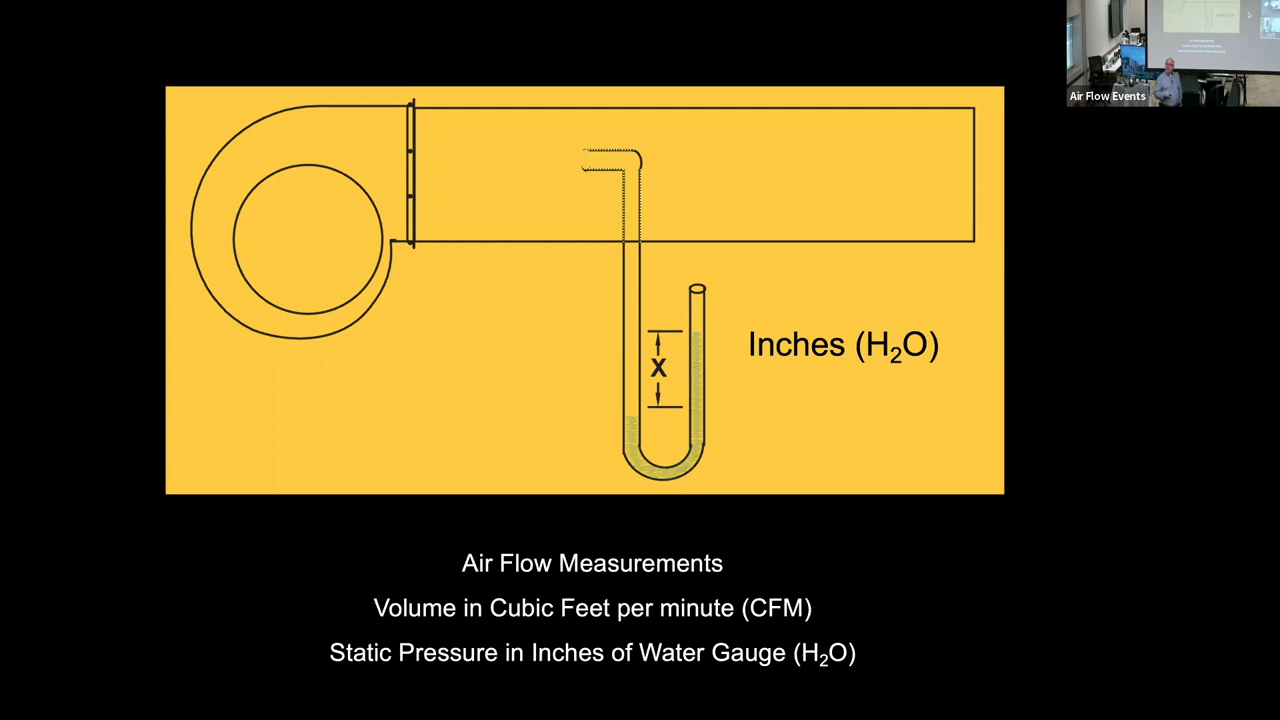 Air Flow Events
X
Inches (H₂O)
Air Flow Measurements
Volume in Cubic Feet per minute (CFM)
Static Pressure in Inches of Water Gauge (H₂O)